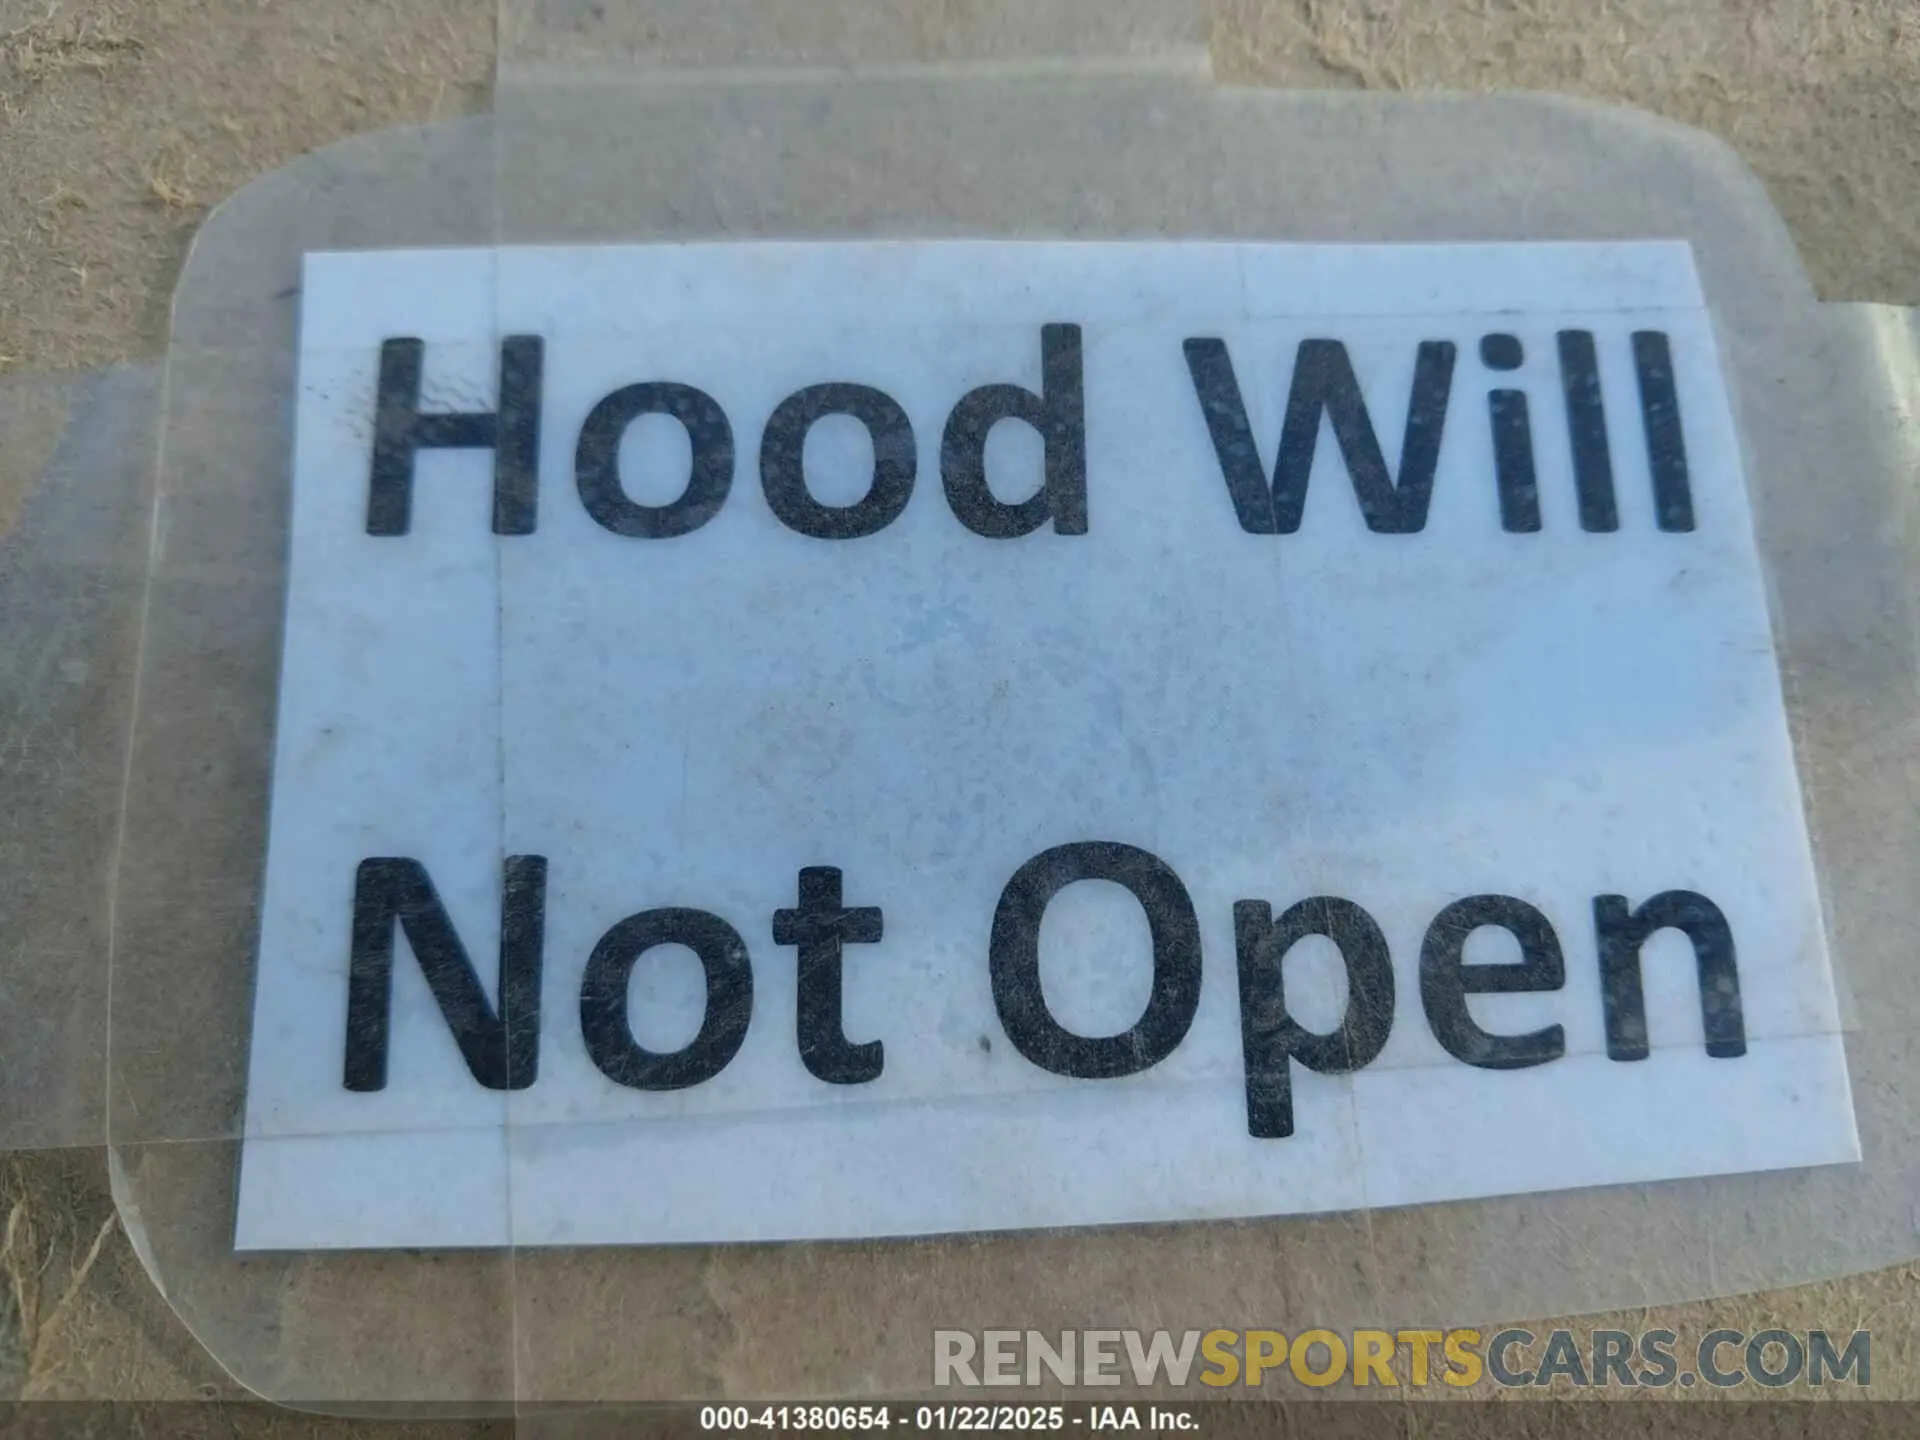 Hood Will
Not Open
RENEWSPORTSCARS.COM
000-41380654 - 01/22/2025 - IAA Inc.